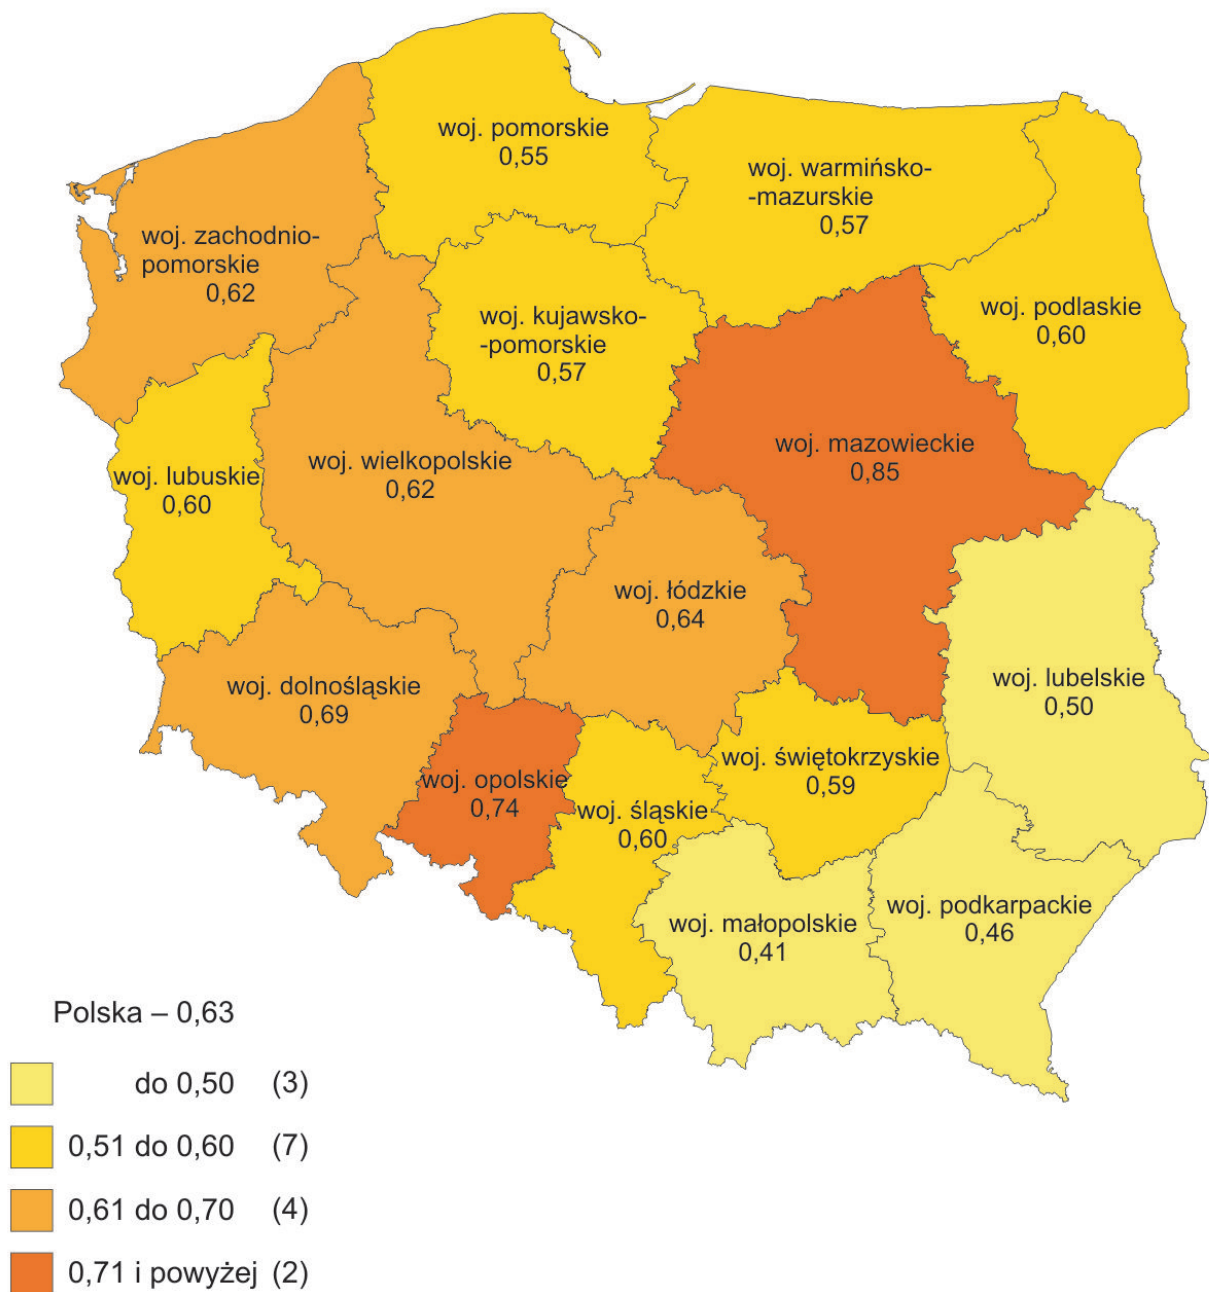 woj. pomorskie
0,55
woj. warmińsko-
-mazurskie
0,57
woj. zachodnio-
pomorskie
0,62
woj. podlaskie
0,60
woj. kujawsko-
-pomorskie
0,57
woj. mazowieckie
0,85
woj. lubuskie
0,60
woj. wielkopolskie
0,62
woj. łódzkie
0,64
woj. lubelskie
0,50
woj. dolnośląskie
0,69
woj. świętokrzyskie
0,59
woj. opolskie
0,74
woj. śląskie
0,60
woj. podkarpackie
0,46
woj. małopolskie
0,41
Polska – 0,63
do 0,50 (3)
0,51 do 0,60 (7)
0,61 do 0,70 (4)
0,71 i powyżej (2)